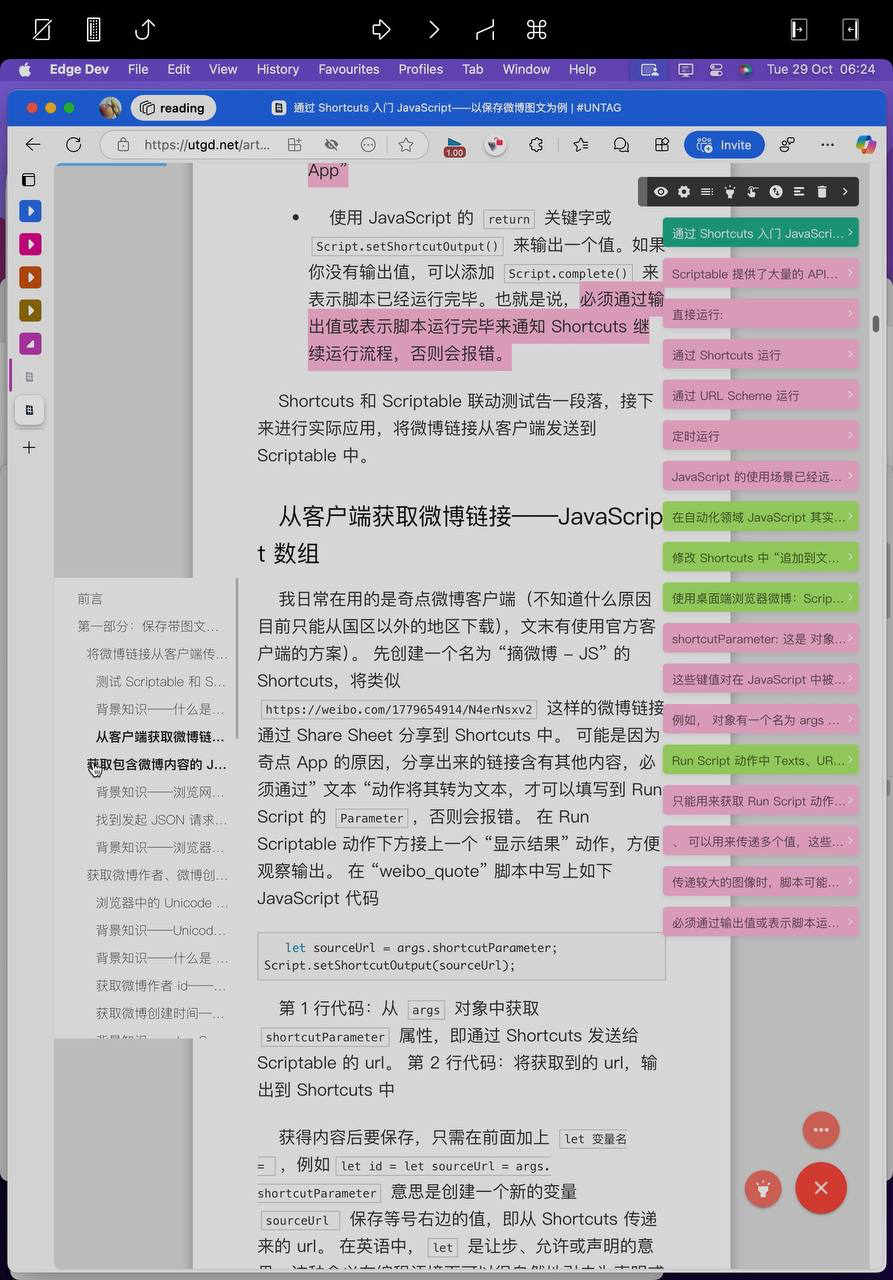 Edge Dev File Edit View History Favourites Profiles Tab Window Help Tue 29 Oct 06:24
reading
通过 Shortcuts 入门 JavaScript——以保存微博图文为例 | #UNTAG
https://utgd.net/art...
1.00
Invite
App”
• 使用 JavaScript 的 return 关键字或
Script.setShortcutOutput() 来输出一个值。如果
你没有输出值，可以添加 Script.complete() 来
表示脚本已经运行完毕。也就是说，必须通过输
出值或表示脚本运行完毕来通知 Shortcuts 继
续运行流程，否则会报错。
Shortcuts 和 Scriptable 联动测试告一段落，接下
来进行实际应用，将微博链接从客户端发送到
Scriptable 中。
从客户端获取微博链接——JavaScrip
t 数组
我日常在用的是奇点微博客户端（不知道什么原因
目前只能从国区以外的地区下载），文末有使用官方客
户端的方案）。 先创建一个名为“摘微博 – JS” 的
Shortcuts，将类似
https://weibo.com/1779654914/N4erNsxv2 这样的微博链接
通过 Share Sheet 分享到 Shortcuts 中。 可能是因为
奇点 App 的原因，分享出来的链接含有其他内容，必
须通过” 文本 “动作将其转为文本，才可以填写到 Run
Script 的 Parameter ，否则会报错。 在 Run
Scriptable 动作下方接上一个 “显示结果” 动作，方便
观察输出。 在 “weibo_quote” 脚本中写上如下
JavaScript 代码
let sourceUrl = args.shortcutParameter;
Script.setShortcutOutput(sourceUrl);
第 1 行代码：从 args 对象中获取
shortcutParameter 属性，即通过 Shortcuts 发送给
Scriptable 的 url。 第 2 行代码：将获取到的 url，输
出到 Shortcuts 中
获得内容后要保存，只需在前面加上 let 变量名
= ，例如 let id = let sourceUrl = args.
shortcutParameter 意思是创建一个新的变量
sourceUrl 保存等号右边的值，即从 Shortcuts 传递
来的 url。 在英语中， let 是让步、允许或声明的意
前言
第一部分：保存带图文...
将微博链接从客户端传...
测试 Scriptable 和 S...
背景知识——什么是...
从客户端获取微博链...
获取包含微博内容的 J...
背景知识——浏览网...
找到发起 JSON 请求...
背景知识——浏览器...
获取微博作者、微博创...
浏览器中的 Unicode ...
背景知识——Unicod...
背景知识——什么是 ...
获取微博作者 id——...
获取微博创建时间—...
通过 Shortcuts 入门 JavaScri...
Scriptable 提供了大量的 API...
直接运行:
通过 Shortcuts 运行
通过 URL Scheme 运行
定时运行
JavaScript 的使用场景已经远...
在自动化领域 JavaScript 其实...
修改 Shortcuts 中 “追加到文...
使用桌面端浏览器微博：Scrip...
shortcutParameter: 这是 对象...
这些键值对在 JavaScript 中被...
例如， 对象有一个名为 args ...
Run Script 动作中 Texts、UR...
只能用来获取 Run Script 动作...
、 可以用来传递多个值，这些...
传递较大的图像时，脚本可能...
必须通过输出值或表示脚本运...